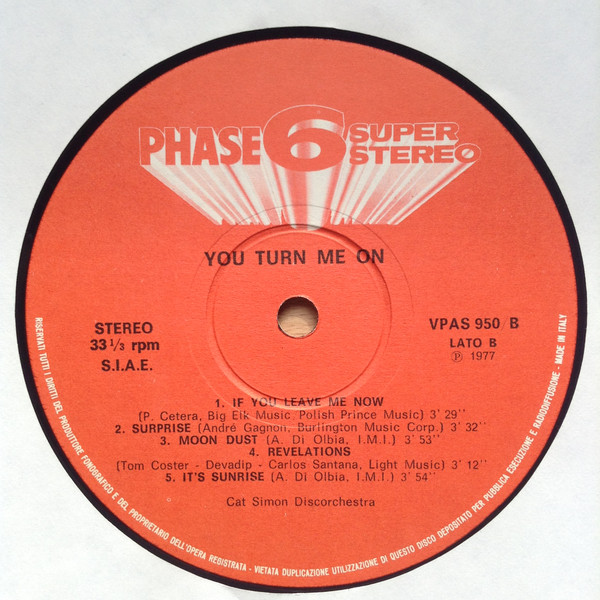 PHASE 6 SUPER STEREO
YOU TURN ME ON
STEREO
33 1/3 rpm
S.I.A.E.
VPAS 950/B
LATO B
Ⓟ 1977
1. IF YOU LEAVE ME NOW
(P. Cetera, Big Elk Music, Polish Prince Music) 3' 29''
2. SURPRISE (André Gagnon, Burlington Music Corp.) 3' 32''
3. MOON DUST (A. Di Olbia, I.M.I.) 3' 53''
4. REVELATIONS
(Tom Coster - Devadip - Carlos Santana, Light Music) 3' 12''
5. IT'S SUNRISE (A. Di Olbia, I.M.I.) 3' 54''
Cat Simon Discorchestra
RISERVATI TUTTI I DIRITTI DEL PRODUTTORE FONOGRAFICO E DEL PROPRIETARIO DELL'OPERA REGISTRATA - VIETATA DUPLICAZIONE UTILIZZAZIONE DI QUESTO DISCO DEPOSITATO PER PUBBLICA ESECUZIONE E RADIODIFFUSIONE - MADE IN ITALY